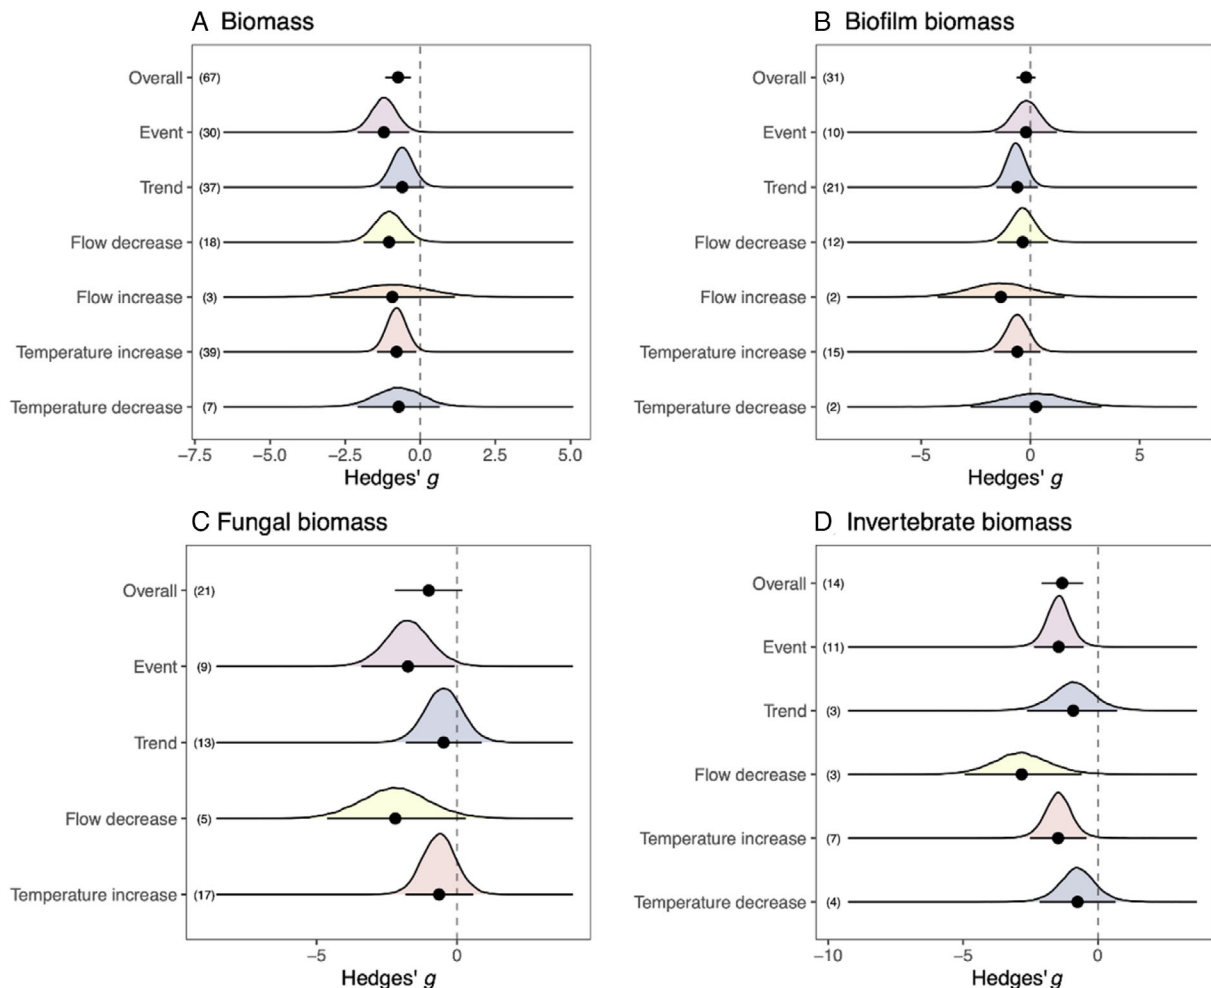 A Biomass
Overall (67)
Event (30)
Trend (37)
Flow decrease (18)
Flow increase (3)
Temperature increase (39)
Temperature decrease (7)
−7.5 −5.0 −2.5 0.0 2.5 5.0
Hedges' g
B Biofilm biomass
Overall (31)
Event (10)
Trend (21)
Flow decrease (12)
Flow increase (2)
Temperature increase (15)
Temperature decrease (2)
−5 0 5
Hedges' g
C Fungal biomass
Overall (21)
Event (9)
Trend (13)
Flow decrease (5)
Temperature increase (17)
−5 0
Hedges' g
D Invertebrate biomass
Overall (14)
Event (11)
Trend (3)
Flow decrease (3)
Temperature increase (7)
Temperature decrease (4)
−10 −5 0
Hedges' g